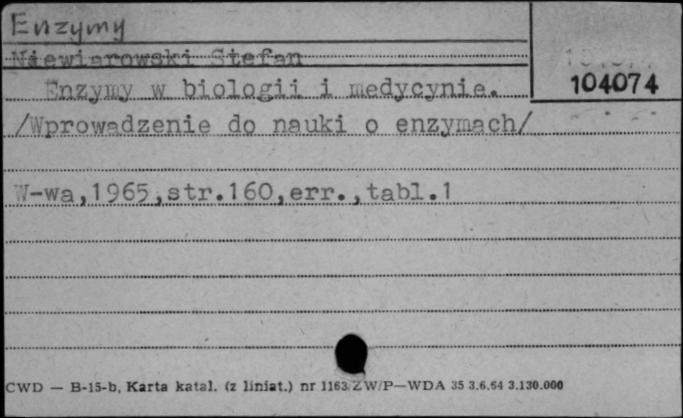 Enzymy
Niewiarowski Stefan
104074
Enzymy w biologii i medycynie.
/Wprowadzenie do nauki o enzymach/
W-wa,1965,str.160,err.,tabl.1
CWD — B-15-b, Karta katal. (z liniat.) nr 1163/ZW/P—WDA 35 3.6.64 3.130.000